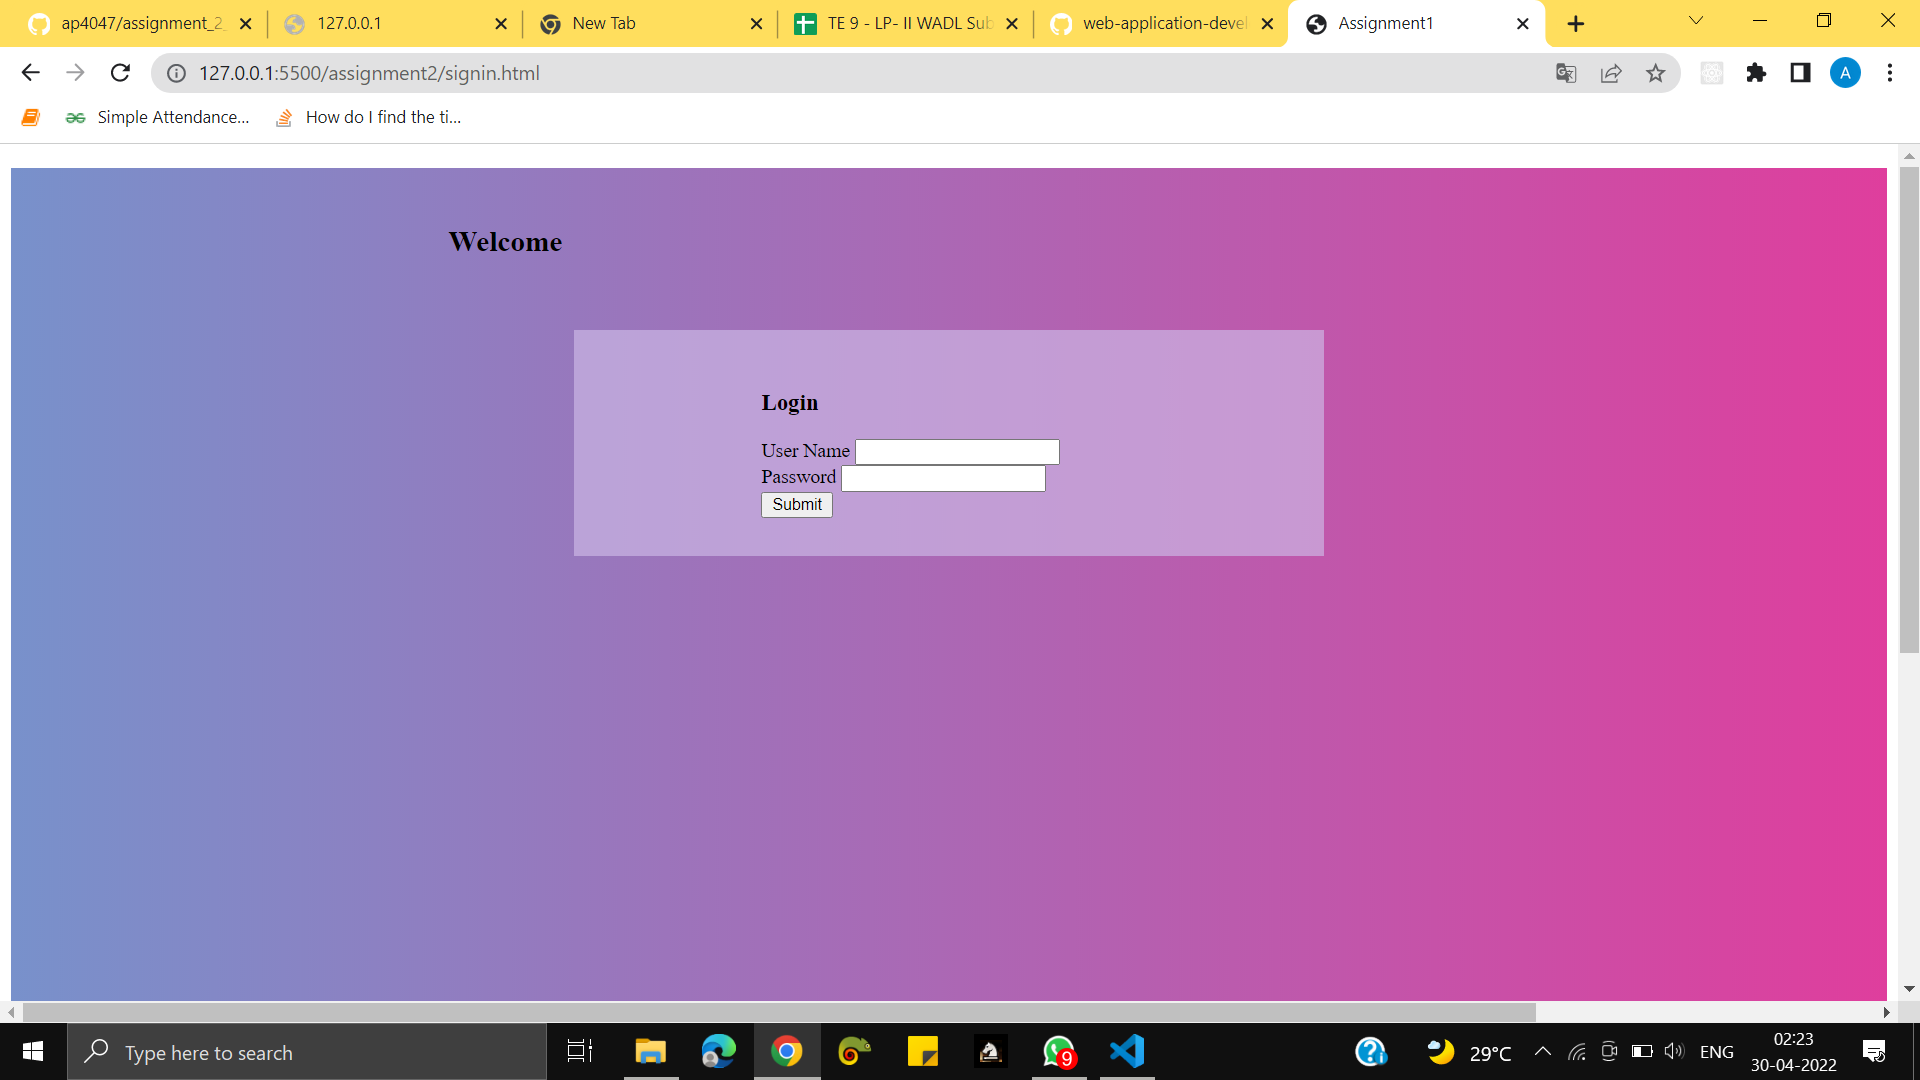 ap4047/assignment_2_
127.0.0.1
New Tab
TE 9 - LP- II WADL Sub
web-application-devel
Assignment1
127.0.0.1:5500/assignment2/signin.html
A
Simple Attendance...
How do I find the ti...
Welcome
Login
User Name
Password
Submit
Type here to search
9
29°C
ENG
02:23
30-04-2022